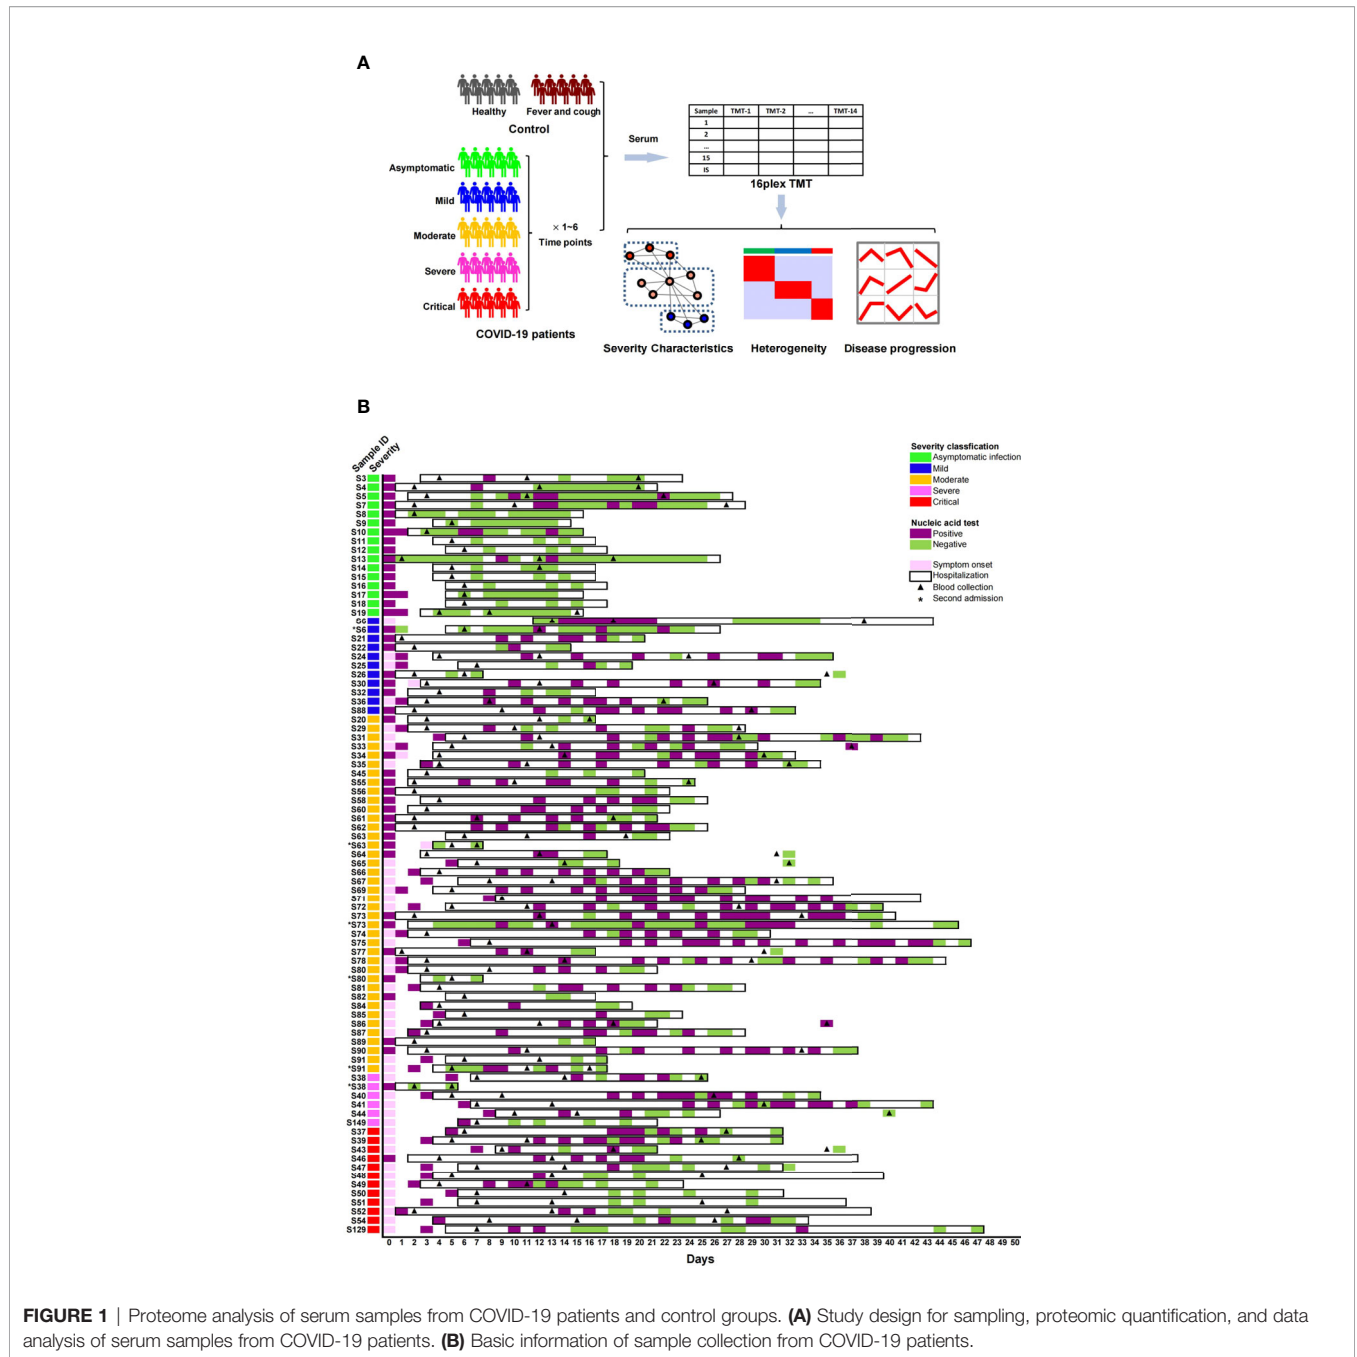 A
Healthy
Fever and cough
Control
Asymptomatic
Mild
Moderate
Severe
Critical
× 1~6
Time points
COVID-19 patients
Serum
Sample TMT-1 TMT-2 ... TMT-14
1
2
...
15
IS
16plex TMT
Severity Characteristics
Heterogeneity
Disease progression
B
Sample ID
Severity
S3
S4
S5
S7
S8
S9
S10
S11
S12
S13
S14
S15
S16
S17
S18
S19
S6
*S6
S21
S22
S24
S25
S26
S30
S32
S36
S88
S20
S29
S31
S33
S34
S35
S45
S55
S56
S58
S60
S61
S62
S63
*S63
S64
S65
S66
S67
S69
S71
S72
S73
*S73
S74
S75
S77
S78
S80
*S80
S81
S82
S84
S85
S86
S87
S89
S90
S91
*S91
S38
*S38
S40
S41
S44
S149
S37
S39
S43
S46
S47
S48
S49
S50
S51
S52
S54
S129
0 1 2 3 4 5 6 7 8 9 10 11 12 13 14 15 16 17 18 19 20 21 22 23 24 25 26 27 28 29 30 31 32 33 34 35 36 37 38 39 40 41 42 43 44 45 46 47 48 49 50
Days
Severity classfication
Asymptomatic infection
Mild
Moderate
Severe
Critical
Nucleic acid test
Positive
Negative
Symptom onset
Hospitalization
▲ Blood collection
* Second admission
FIGURE 1 | Proteome analysis of serum samples from COVID-19 patients and control groups. (A) Study design for sampling, proteomic quantification, and data
analysis of serum samples from COVID-19 patients. (B) Basic information of sample collection from COVID-19 patients.